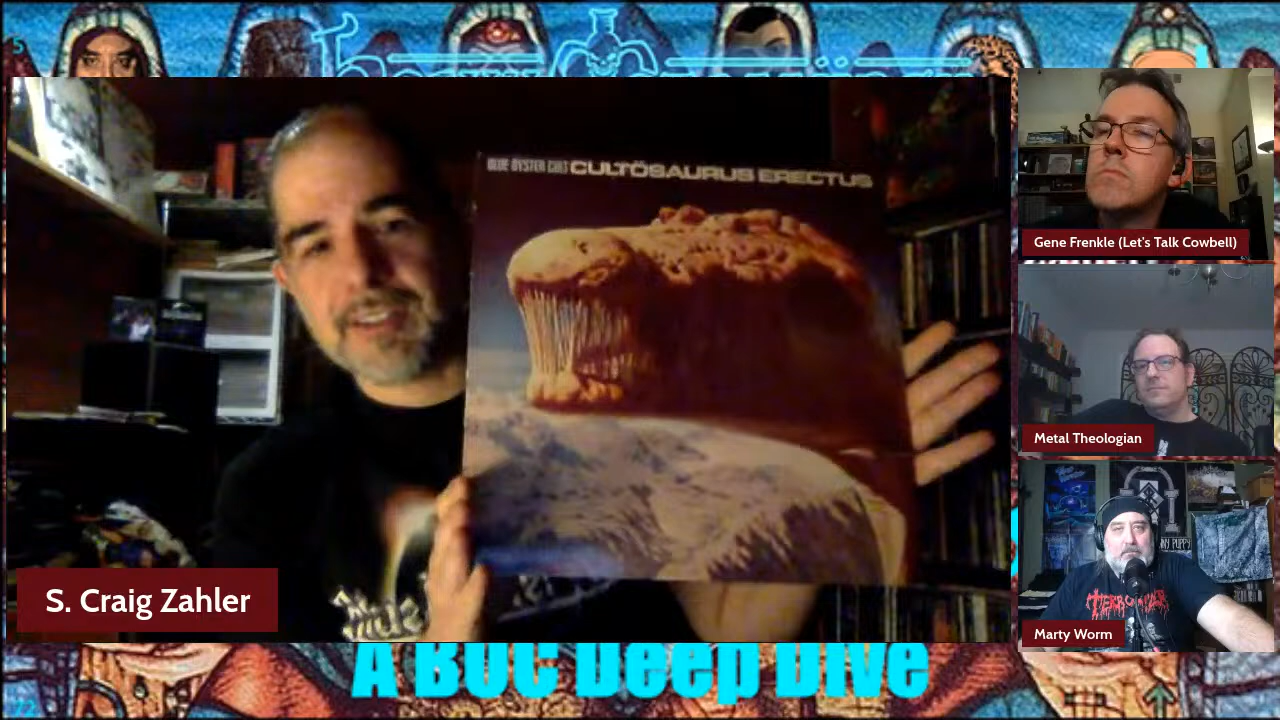 BLUE ÖYSTER CULT CULTÖSAURUS ERECTUS
Gene Frenkle (Let's Talk Cowbell)
Metal Theologian
S. Craig Zahler
Marty Worm
A BOC Deep Dive